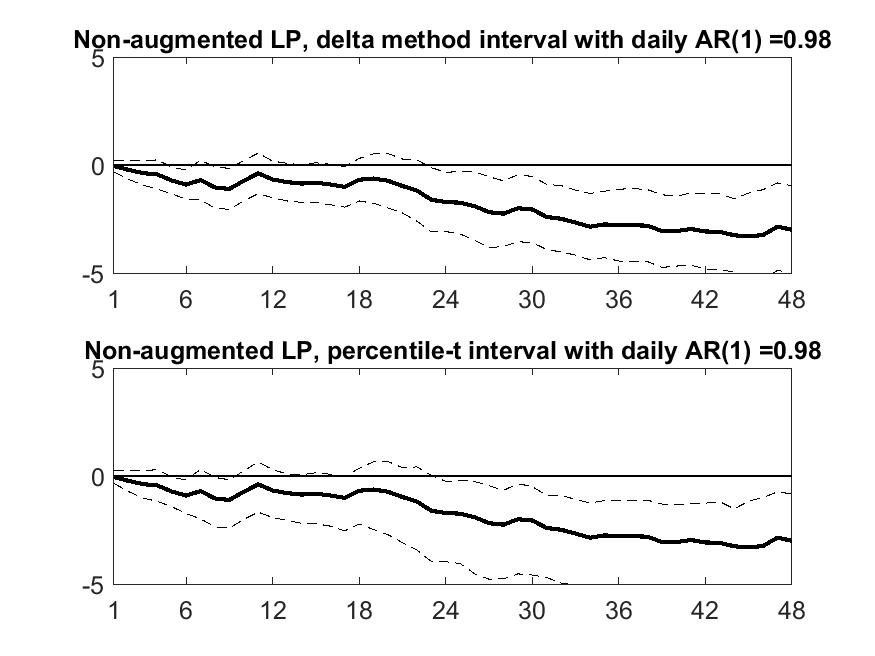 Non-augmented LP, delta method interval with daily AR(1) =0.98
5
0
-5
1 6 12 18 24 30 36 42 48
Non-augmented LP, percentile-t interval with daily AR(1) =0.98
5
0
-5
1 6 12 18 24 30 36 42 48